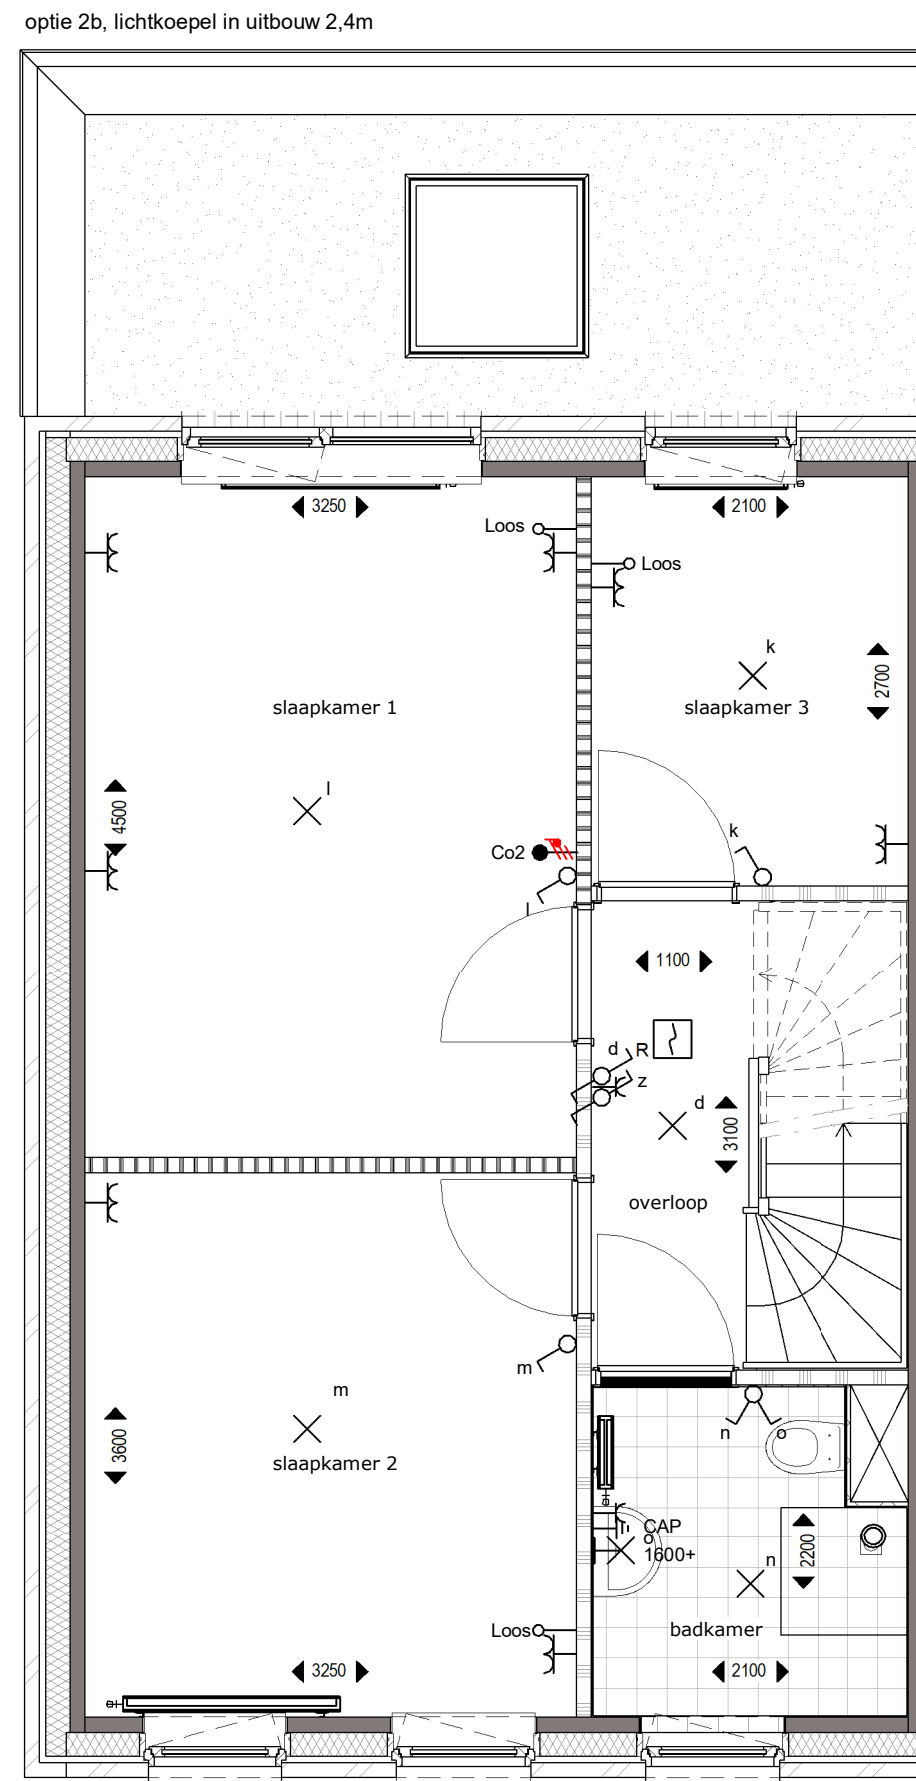 optie 2b, lichtkoepel in uitbouw 2,4m
3250
2100
Loos
Loos
k
2700
slaapkamer 1
slaapkamer 3
l
4500
k
Co2
l
1100
d R
z
d
3100
overloop
m
m
n o
3600
slaapkamer 2
CAP
o
1600+
2200
n
badkamer
Loos
3250
2100